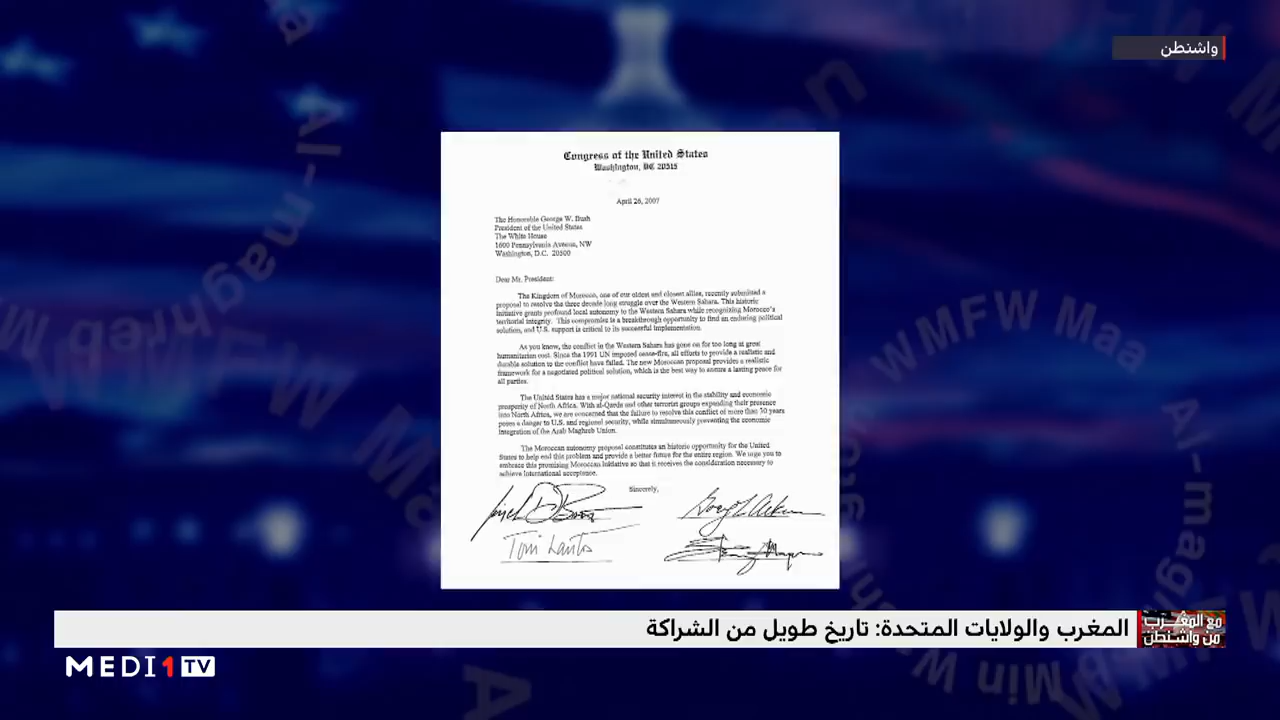 واشنطن
Congress of the United States
Washington, DC 20515
April 26, 2007
The Honorable George W. Bush
President of the United States
The White House
1600 Pennsylvania Avenue, NW
Washington, D.C. 20500
Dear Mr. President:
The Kingdom of Morocco, one of our oldest and closest allies, recently submitted a
proposal to resolve the three decade long struggle over the Western Sahara. This historic
initiative grants profound local autonomy to the Western Sahara while recognizing Morocco's
territorial integrity. This compromise is a breakthrough opportunity to find an enduring political
solution, and U.S. support is critical to its successful implementation.
As you know, the conflict in the Western Sahara has gone on for too long at great
humanitarian cost. Since the 1991 UN imposed cease-fire, all efforts to provide a realistic and
durable solution to the conflict have failed. The new Moroccan proposal provides a realistic
framework for a negotiated political solution, which is the best way to assure a lasting peace for
all parties.
The United States has a major national security interest in the stability and economic
prosperity of North Africa. With al-Qaeda and other terrorist groups expanding their presence
into North Africa, we are concerned that the failure to resolve this conflict of more than 30 years
poses a danger to U.S. and regional security, while simultaneously preventing the economic
integration of the Arab Maghreb Union.
The Moroccan autonomy proposal constitutes an historic opportunity for the United
States to help end this problem and provide a better future for the entire region. We urge you to
embrace this promising Moroccan initiative so that is receives the consideration necessary to
achieve international acceptance.
Sincerely,
Tom Lantos
المغرب والولايات المتحدة: تاريخ طويل من الشراكة
مع المغرب
من واشنطن
MEDI1 TV